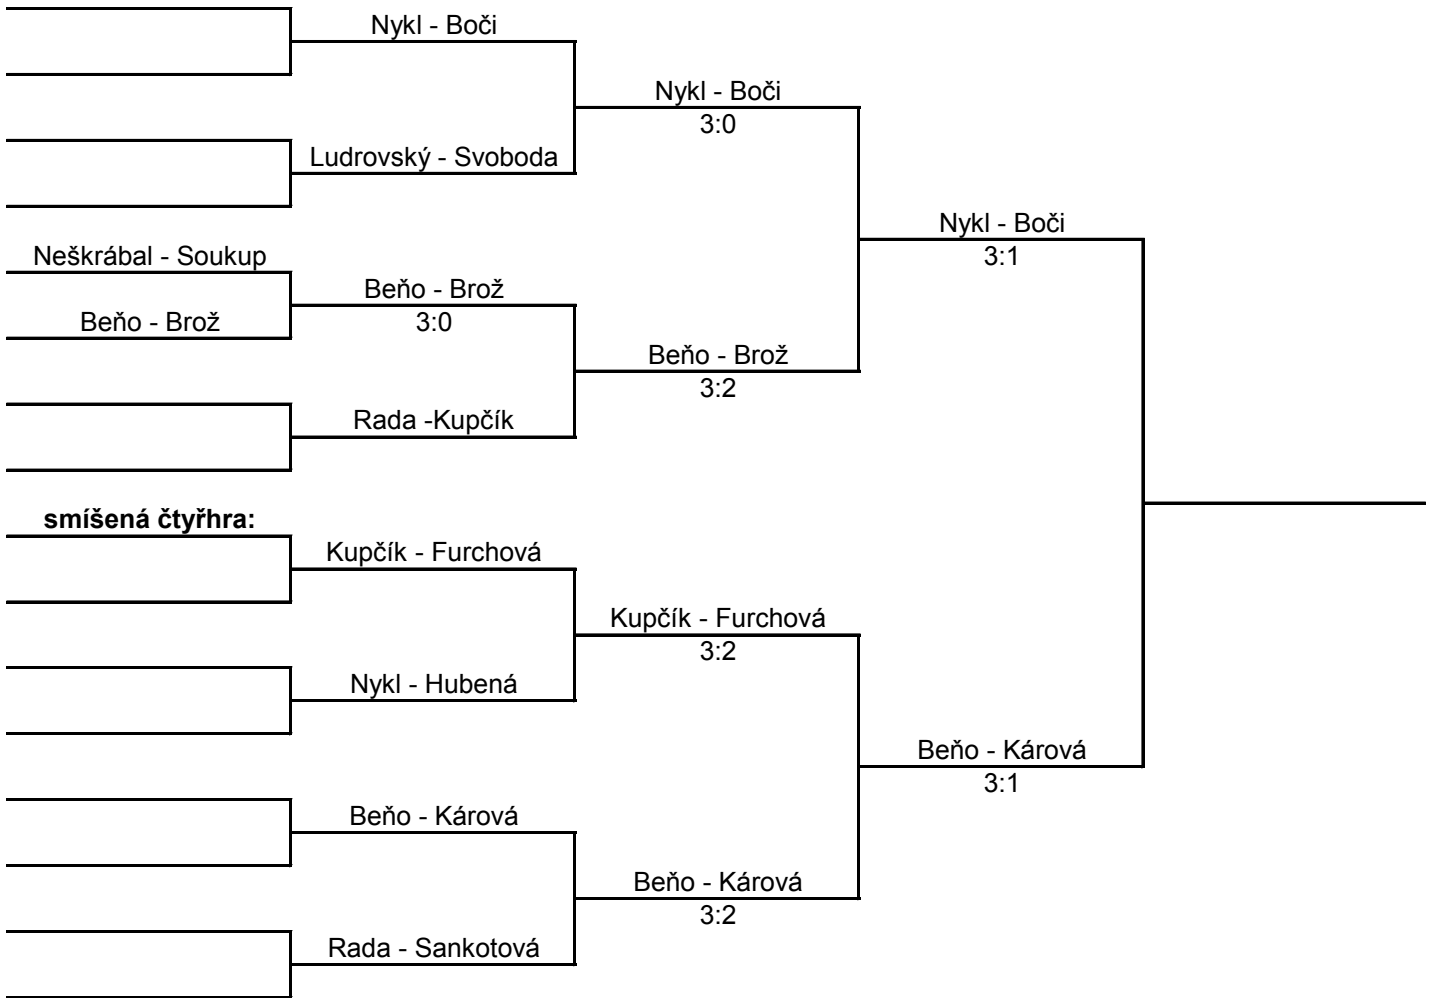 Nykl - Boči
Nykl - Boči
3:0
Ludrovský - Svoboda
Nykl - Boči
3:1
Neškrábal - Soukup
Beňo - Brož
3:0
Beňo - Brož
Beňo - Brož
3:2
Rada -Kupčík
smíšená čtyřhra:
Kupčík - Furchová
Kupčík - Furchová
3:2
Nykl - Hubená
Beňo - Kárová
3:1
Beňo - Kárová
Beňo - Kárová
3:2
Rada - Sankotová